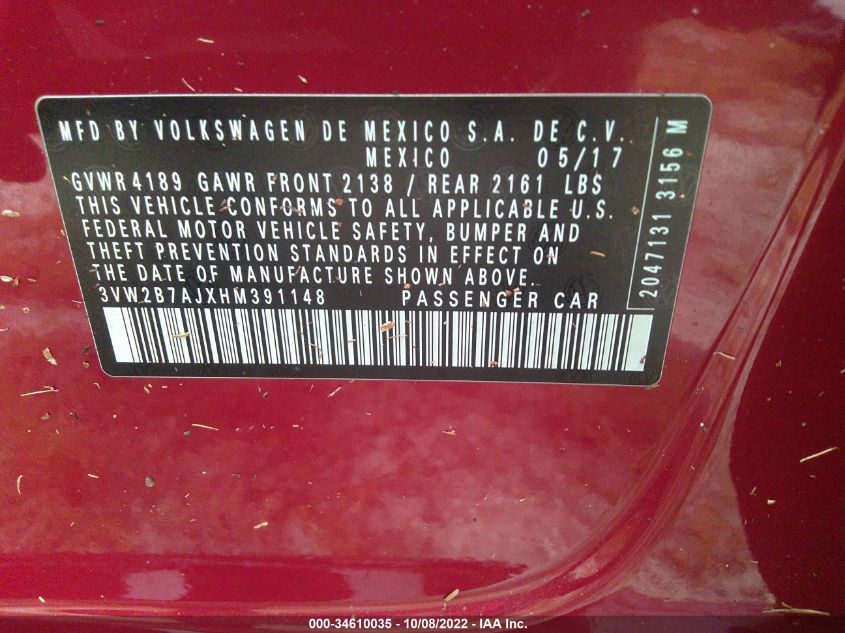 MFD BY VOLKSWAGEN DE MEXICO S.A. DE C.V.
MEXICO 05/17
GVWR 4189 GAWR FRONT 2138 / REAR 2161 LBS
THIS VEHICLE CONFORMS TO ALL APPLICABLE U.S.
FEDERAL MOTOR VEHICLE SAFETY, BUMPER AND
THEFT PREVENTION STANDARDS IN EFFECT ON
THE DATE OF MANUFACTURE SHOWN ABOVE.
3VW2B7AJXHM391148 PASSENGER CAR
2047131 3156 M
000-34610035 - 10/08/2022 - IAA Inc.